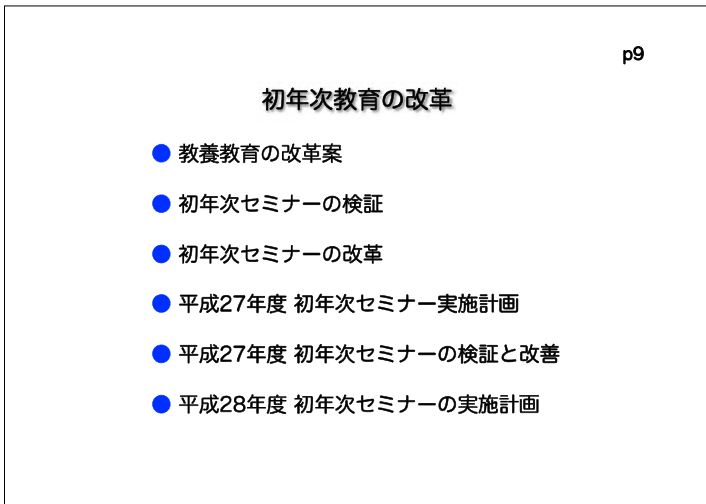 p9
初年次教育の改革
● 教養教育の改革案
● 初年次セミナーの検証
● 初年次セミナーの改革
● 平成27年度 初年次セミナー実施計画
● 平成27年度 初年次セミナーの検証と改善
● 平成28年度 初年次セミナーの実施計画